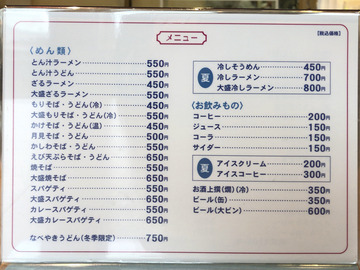 メニュー
【税込価格】
〈めん類〉
とん汁ラーメン 550円
とん汁うどん 550円
ざるラーメン 450円
大盛ざるラーメン 550円
もりそば・うどん(冷) 450円
大盛もりそば・うどん(冷) 550円
かけそば・うどん(温) 450円
月見そば・うどん 500円
かしわそば・うどん 550円
えび天ぷらそば・うどん 650円
焼そば 550円
大盛焼そば 650円
スパゲティ 550円
大盛スパゲティ 650円
カレースパゲティ 550円
大盛カレースパゲティ 650円
なべやきうどん(冬季限定) 750円
夏
冷しそうめん 450円
冷しラーメン 700円
大盛冷しラーメン 800円
〈お飲みもの〉
コーヒー 200円
ジュース 150円
コーラ 150円
サイダー 150円
夏
アイスクリーム 200円
アイスコーヒー 300円
お酒上撰(燗)(冷) 350円
ビール(缶) 350円
ビール(大ビン) 600円